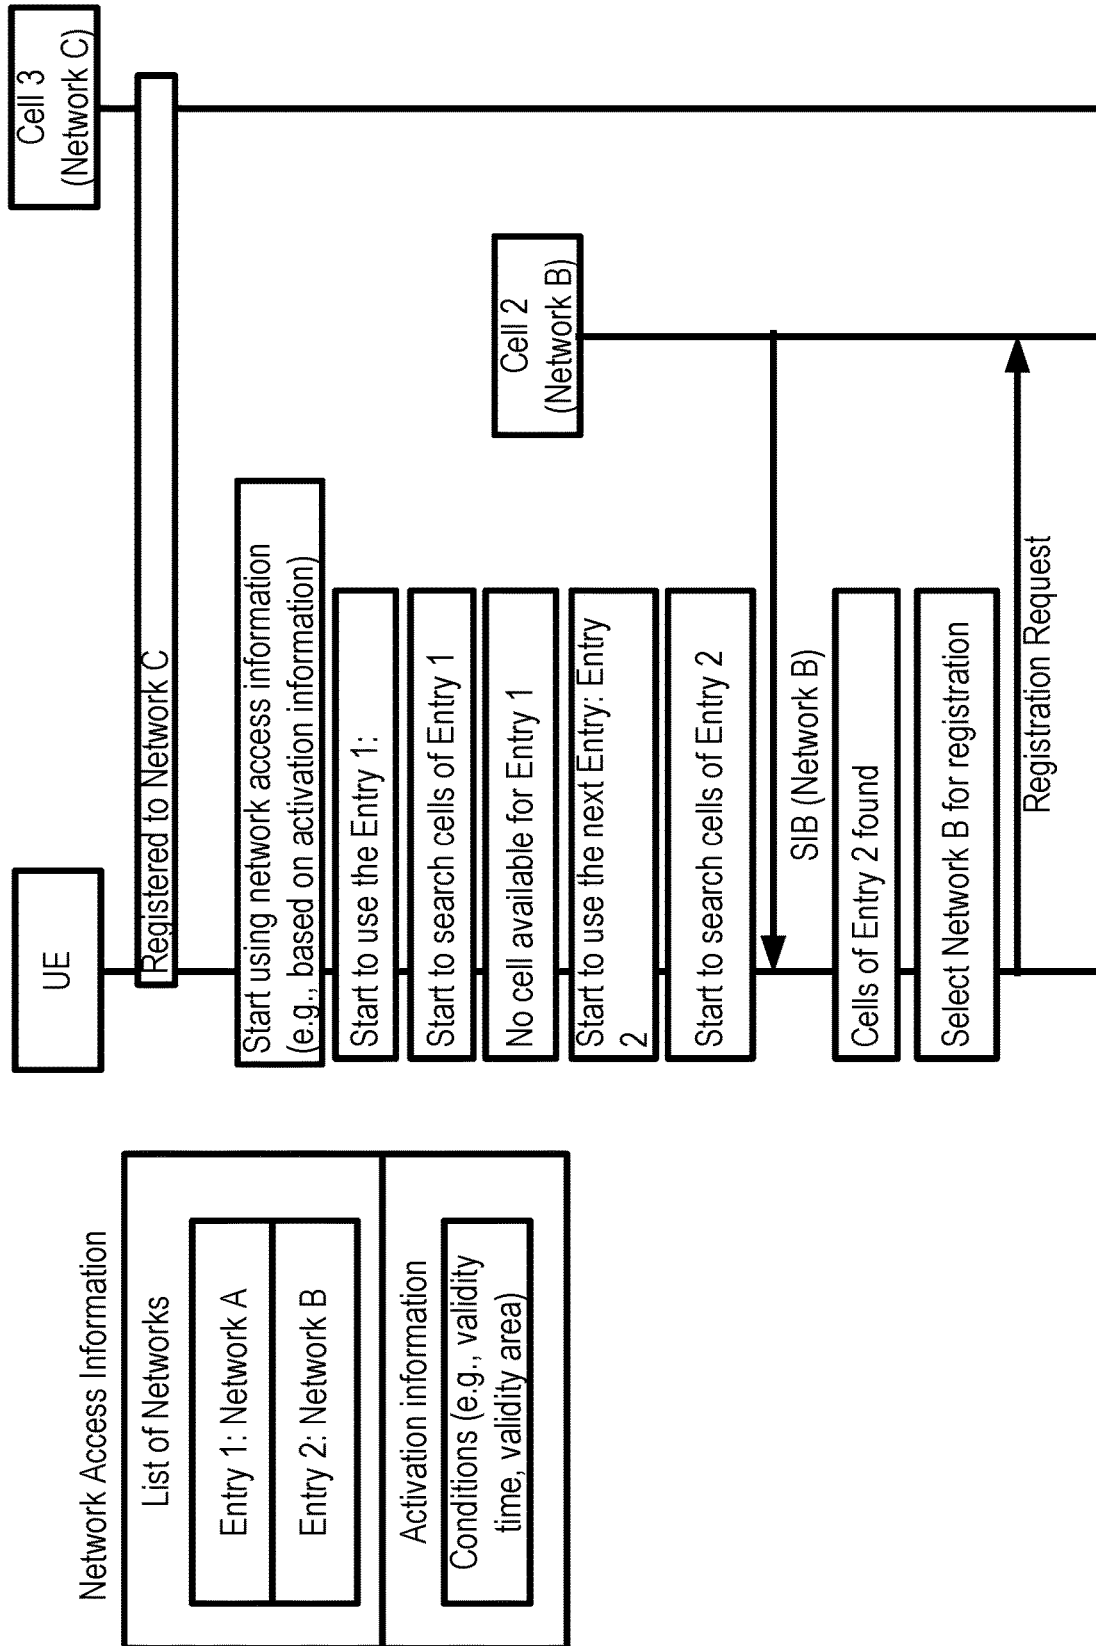 Network Access Information
List of Networks
Entry 1: Network A
Entry 2: Network B
Activation information
Conditions (e.g., validity
time, validity area)
UE
Cell 3
(Network C)
Registered to Network C
Start using network access information
(e.g., based on activation information)
Start to use the Entry 1:
Start to search cells of Entry 1
No cell available for Entry 1
Cell 2
(Network B)
Start to use the next Entry: Entry
2
Start to search cells of Entry 2
SIB (Network B)
Cells of Entry 2 found
Select Network B for registration
Registration Request